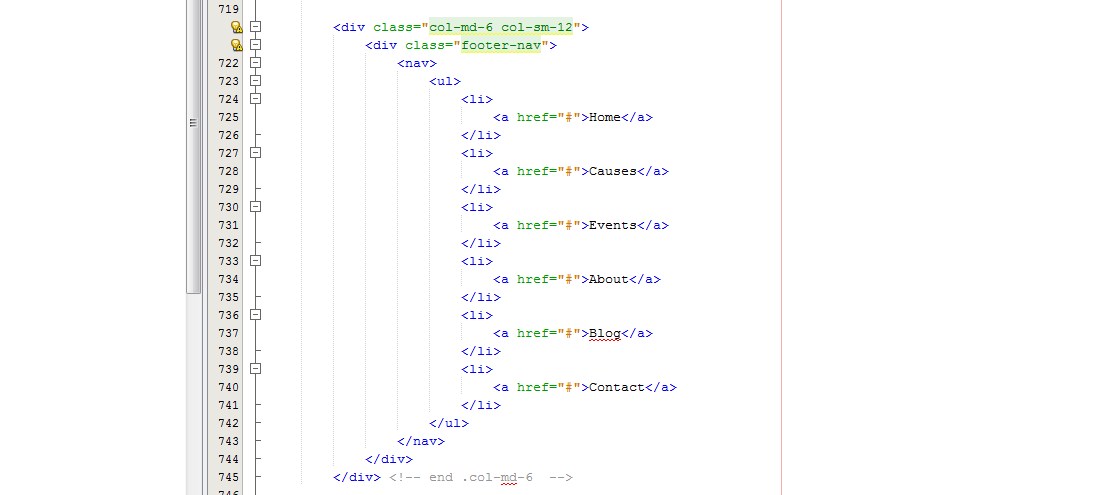 719
<div class="col-md-6 col-sm-12">
<div class="footer-nav">
722 <nav>
723 <ul>
724 <li>
725 <a href="#">Home</a>
726 </li>
727 <li>
728 <a href="#">Causes</a>
729 </li>
730 <li>
731 <a href="#">Events</a>
732 </li>
733 <li>
734 <a href="#">About</a>
735 </li>
736 <li>
737 <a href="#">Blog</a>
738 </li>
739 <li>
740 <a href="#">Contact</a>
741 </li>
742 </ul>
743 </nav>
744 </div>
745 </div> <!-- end .col-md-6  -->